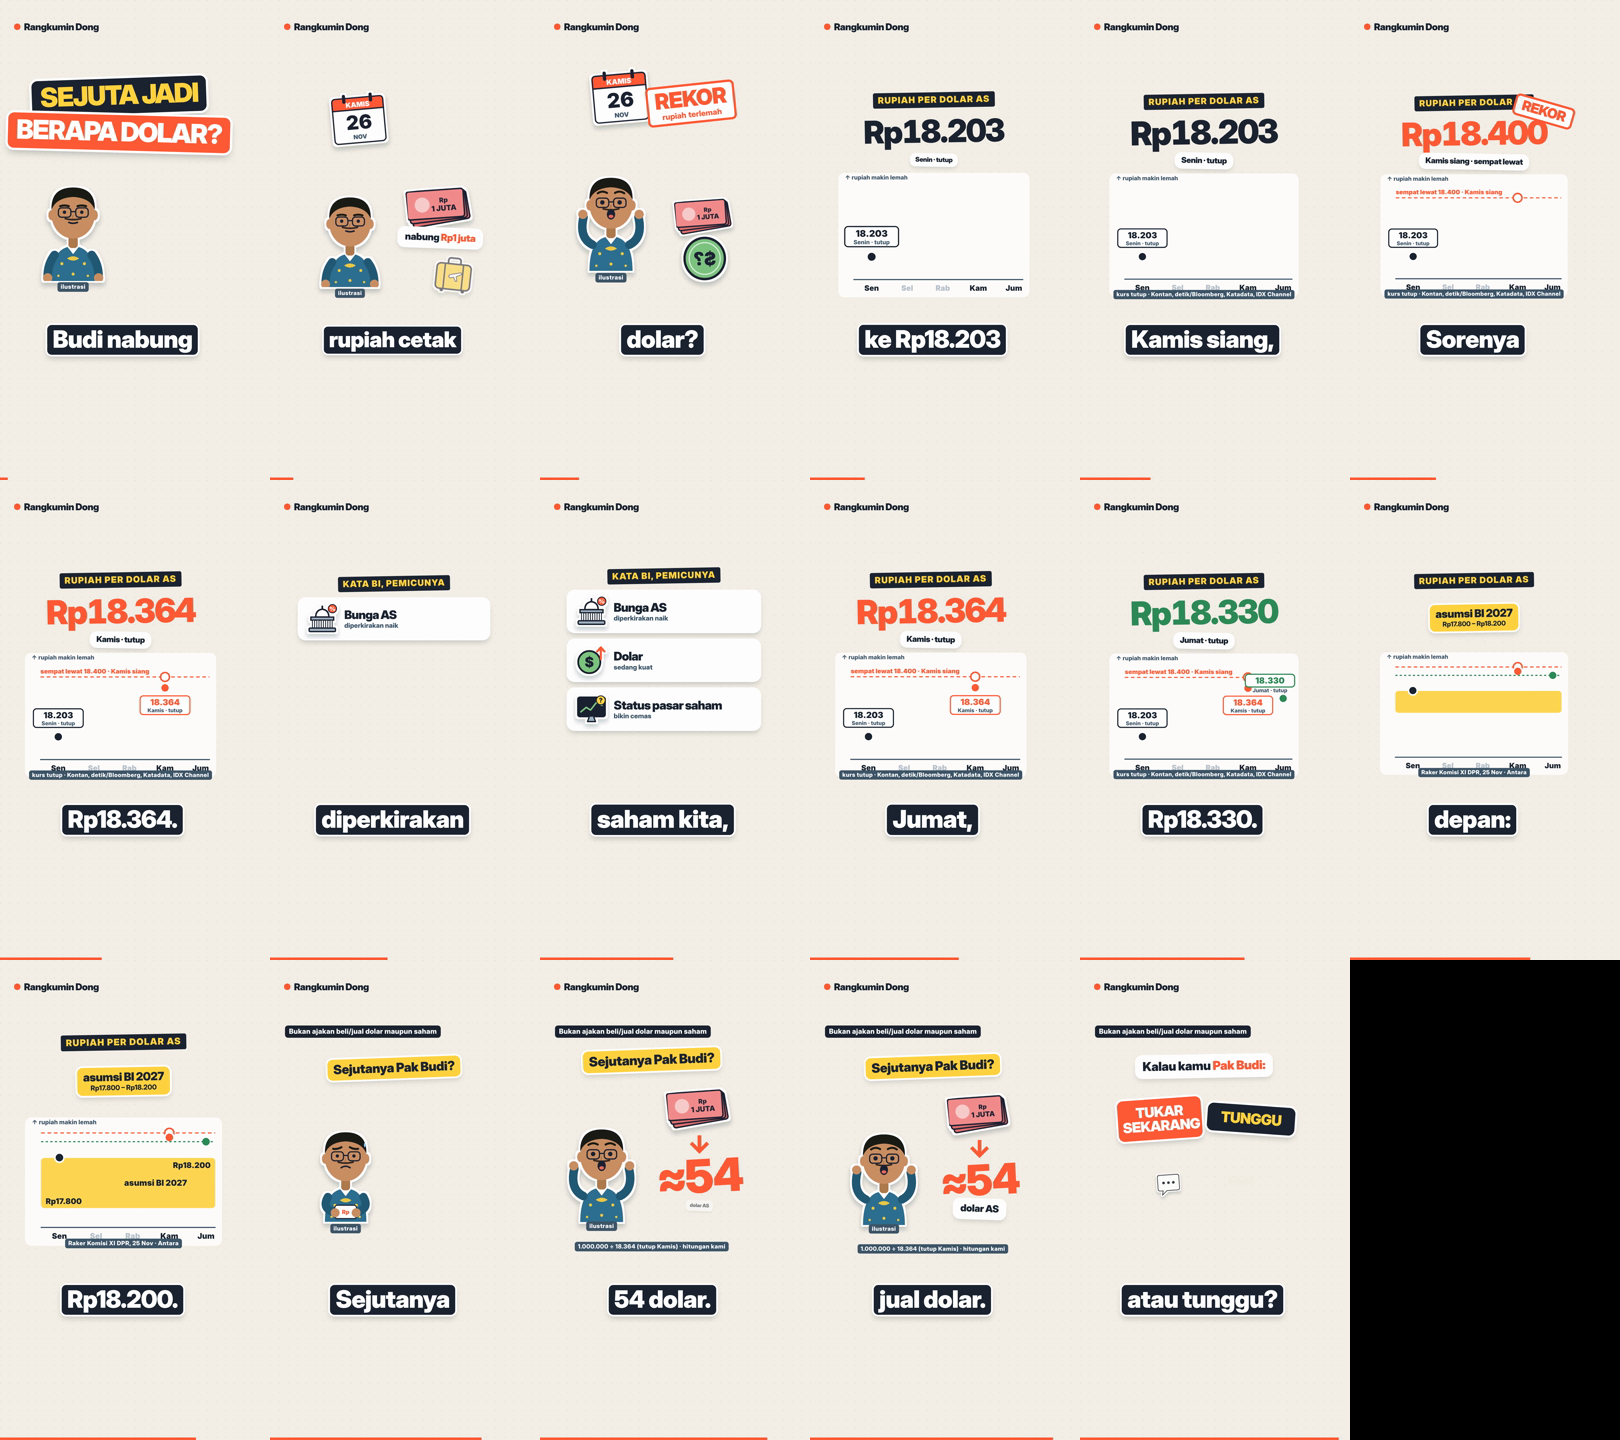 Rangkumin Dong
SEJUTA JADI
BERAPA DOLAR?
ilustrasi
Budi nabung
Rangkumin Dong
KAMIS
26
NOV
Rp
1 JUTA
nabung Rp1 juta
ilustrasi
rupiah cetak
Rangkumin Dong
KAMIS
26
NOV
REKOR
rupiah terlemah
Rp
1 JUTA
ilustrasi
dolar?
Rangkumin Dong
RUPIAH PER DOLAR AS
Rp18.203
Senin · tutup
↑ rupiah makin lemah
18.203
Senin · tutup
Sen Sel Rab Kam Jum
ke Rp18.203
Rangkumin Dong
RUPIAH PER DOLAR AS
Rp18.203
Senin · tutup
↑ rupiah makin lemah
18.203
Senin · tutup
Sen Sel Rab Kam Jum
kurs tutup · Kontan, detik/Bloomberg, Katadata, IDX Channel
Kamis siang,
Rangkumin Dong
RUPIAH PER DOLAR
REKOR
Rp18.400
Kamis siang · sempat lewat
↑ rupiah makin lemah
sempat lewat 18.400 · Kamis siang
18.203
Senin · tutup
Sen Sel Rab Kam Jum
kurs tutup · Kontan, detik/Bloomberg, Katadata, IDX Channel
Sorenya
Rangkumin Dong
RUPIAH PER DOLAR AS
Rp18.364
Kamis · tutup
↑ rupiah makin lemah
sempat lewat 18.400 · Kamis siang
18.364
Kamis · tutup
18.203
Senin · tutup
Sen Sel Rab Kam Jum
kurs tutup · Kontan, detik/Bloomberg, Katadata, IDX Channel
Rp18.364.
Rangkumin Dong
KATA BI, PEMICUNYA
%
Bunga AS
diperkirakan naik
diperkirakan
Rangkumin Dong
KATA BI, PEMICUNYA
Bunga AS
diperkirakan naik
$
Dolar
sedang kuat
?
Status pasar saham
bikin cemas
saham kita,
Rangkumin Dong
RUPIAH PER DOLAR AS
Rp18.364
Kamis · tutup
↑ rupiah makin lemah
sempat lewat 18.400 · Kamis siang
18.364
Kamis · tutup
18.203
Senin · tutup
Sen Sel Rab Kam Jum
kurs tutup · Kontan, detik/Bloomberg, Katadata, IDX Channel
Jumat,
Rangkumin Dong
RUPIAH PER DOLAR AS
Rp18.330
Jumat · tutup
↑ rupiah makin lemah
sempat lewat 18.400 · Kamis siang
18.330
Jumat · tutup
18.364
Kamis · tutup
18.203
Senin · tutup
Sen Sel Rab Kam Jum
kurs tutup · Kontan, detik/Bloomberg, Katadata, IDX Channel
Rp18.330.
Rangkumin Dong
RUPIAH PER DOLAR AS
asumsi BI 2027
Rp17.800 – Rp18.200
↑ rupiah makin lemah
Sen Sel Rab Kam Jum
Raker Komisi XI DPR, 25 Nov · Antara
depan:
Rangkumin Dong
RUPIAH PER DOLAR AS
asumsi BI 2027
Rp17.800 – Rp18.200
↑ rupiah makin lemah
Rp18.200
asumsi BI 2027
Rp17.800
Sen Sel Rab Kam Jum
Raker Komisi XI DPR, 25 Nov · Antara
Rp18.200.
Rangkumin Dong
Bukan ajakan beli/jual dolar maupun saham
Sejutanya Pak Budi?
Rp
ilustrasi
Sejutanya
Rangkumin Dong
Bukan ajakan beli/jual dolar maupun saham
Sejutanya Pak Budi?
Rp
1 JUTA
≈54
dolar AS
ilustrasi
1.000.000 ÷ 18.364 (tutup Kamis) · hitungan kami
54 dolar.
Rangkumin Dong
Bukan ajakan beli/jual dolar maupun saham
Sejutanya Pak Budi?
Rp
1 JUTA
≈54
dolar AS
ilustrasi
1.000.000 ÷ 18.364 (tutup Kamis) · hitungan kami
jual dolar.
Rangkumin Dong
Bukan ajakan beli/jual dolar maupun saham
Kalau kamu Pak Budi:
TUKAR
SEKARANG
TUNGGU
atau tunggu?